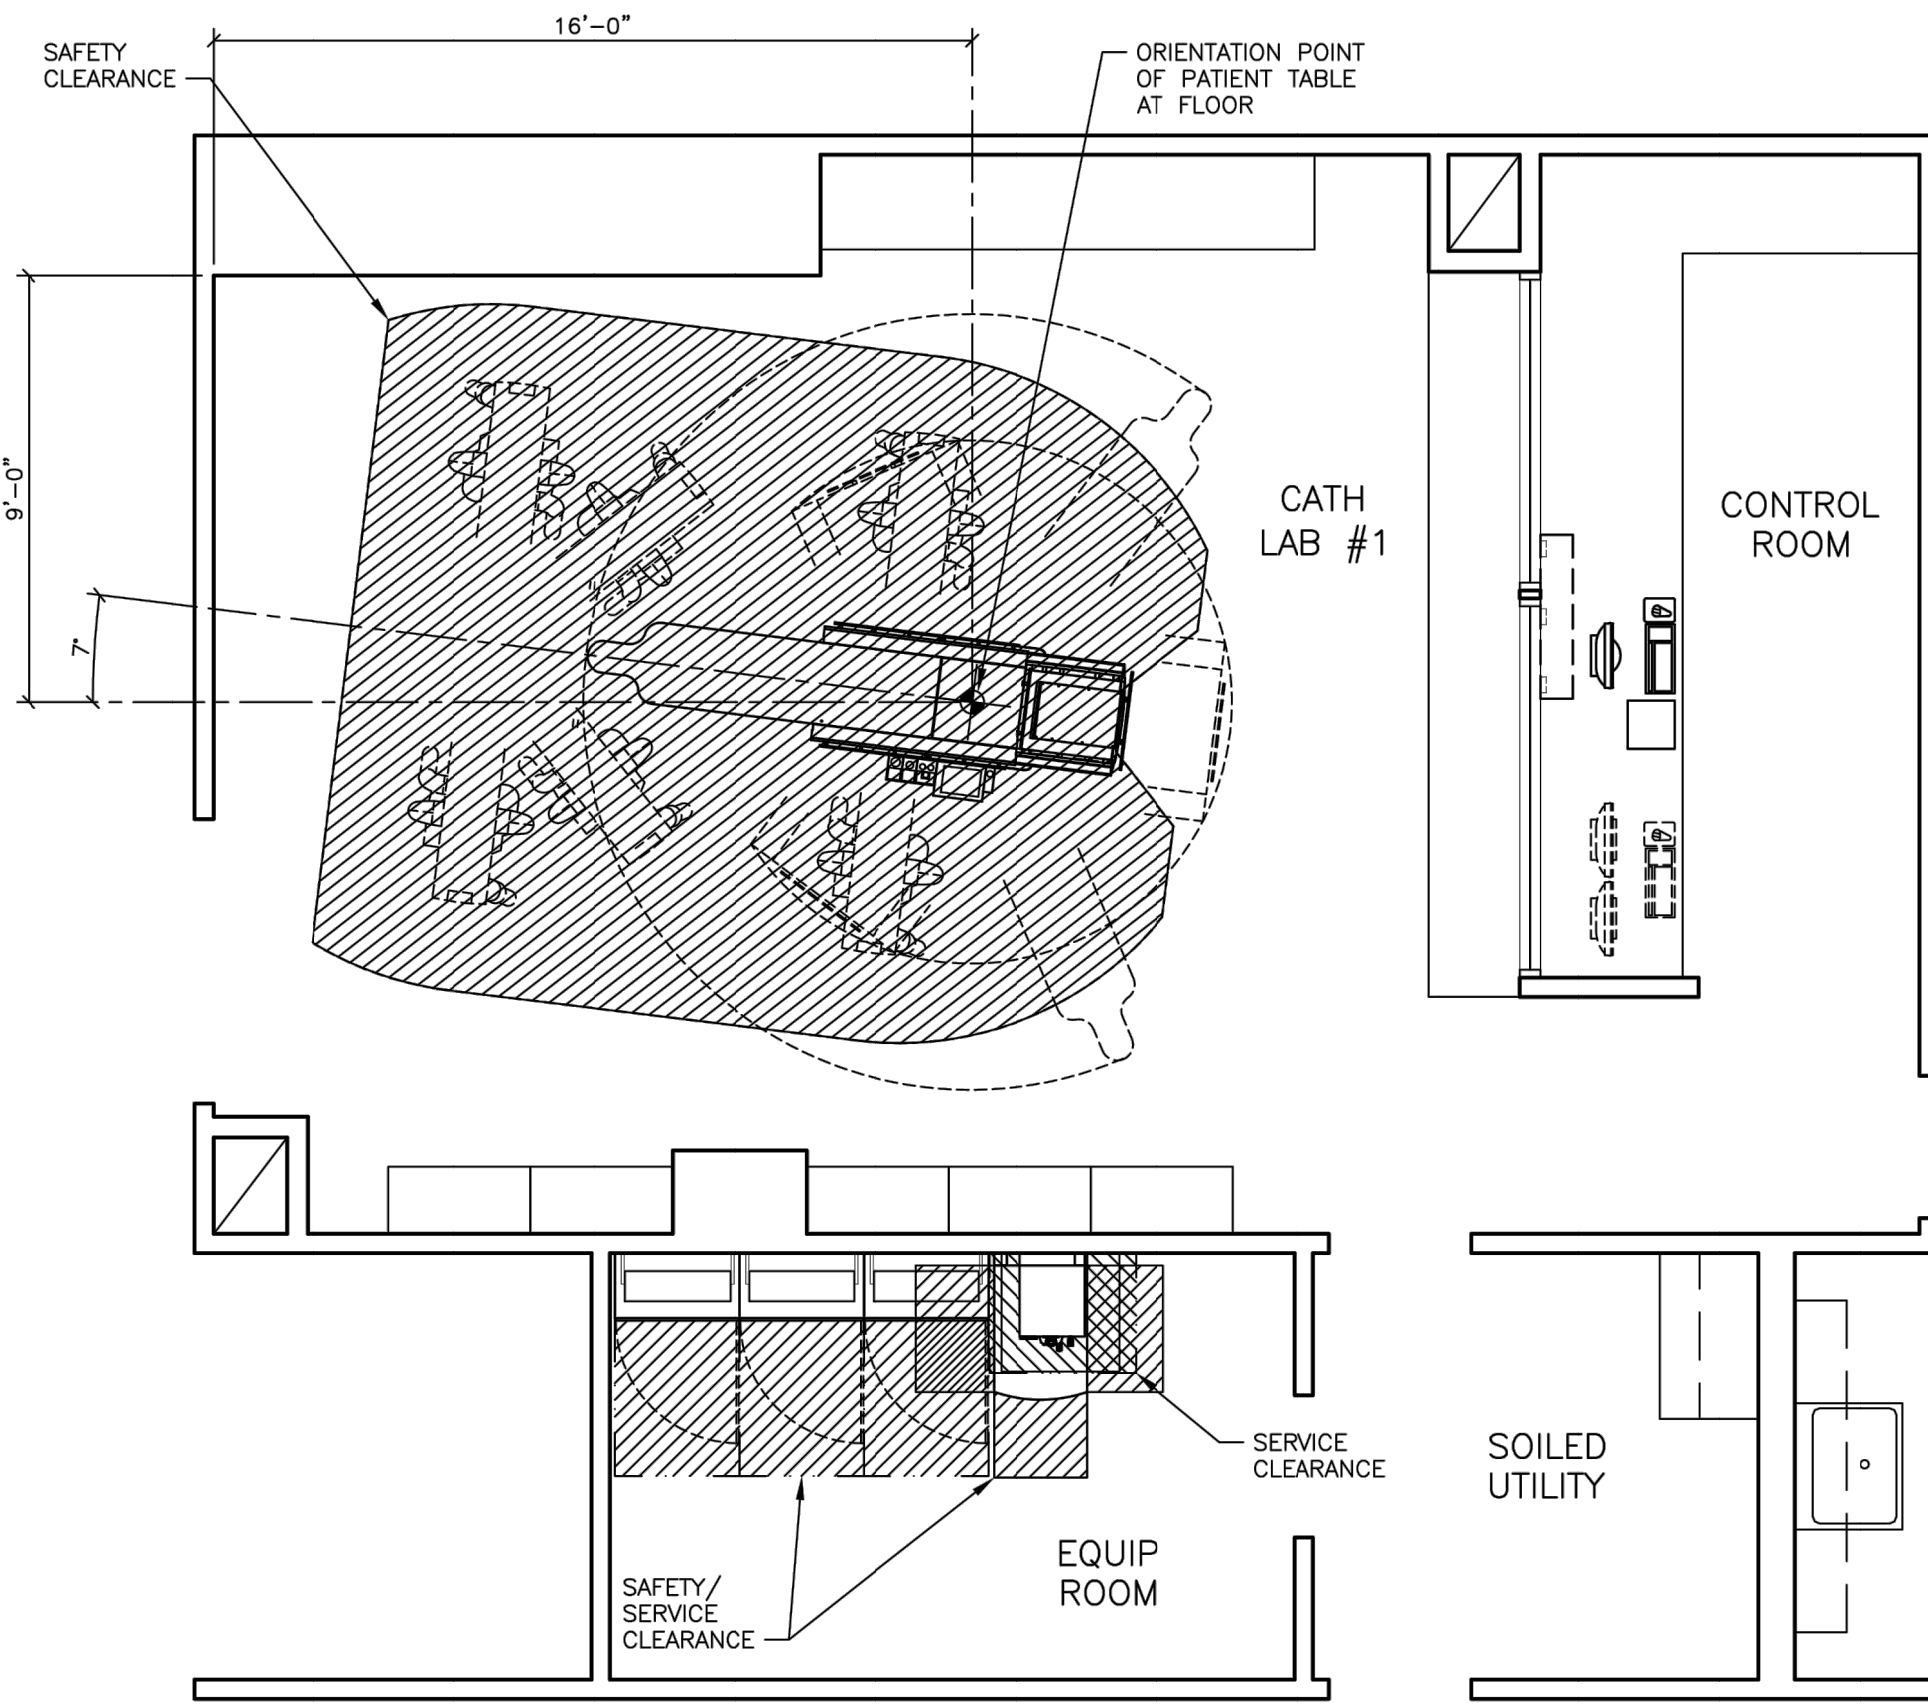 16'-0"
SAFETY
CLEARANCE
ORIENTATION POINT
OF PATIENT TABLE
AT FLOOR
9'-0"
7°
CATH
LAB #1
CONTROL
ROOM
SERVICE
CLEARANCE
SOILED
UTILITY
EQUIP
ROOM
SAFETY/
SERVICE
CLEARANCE